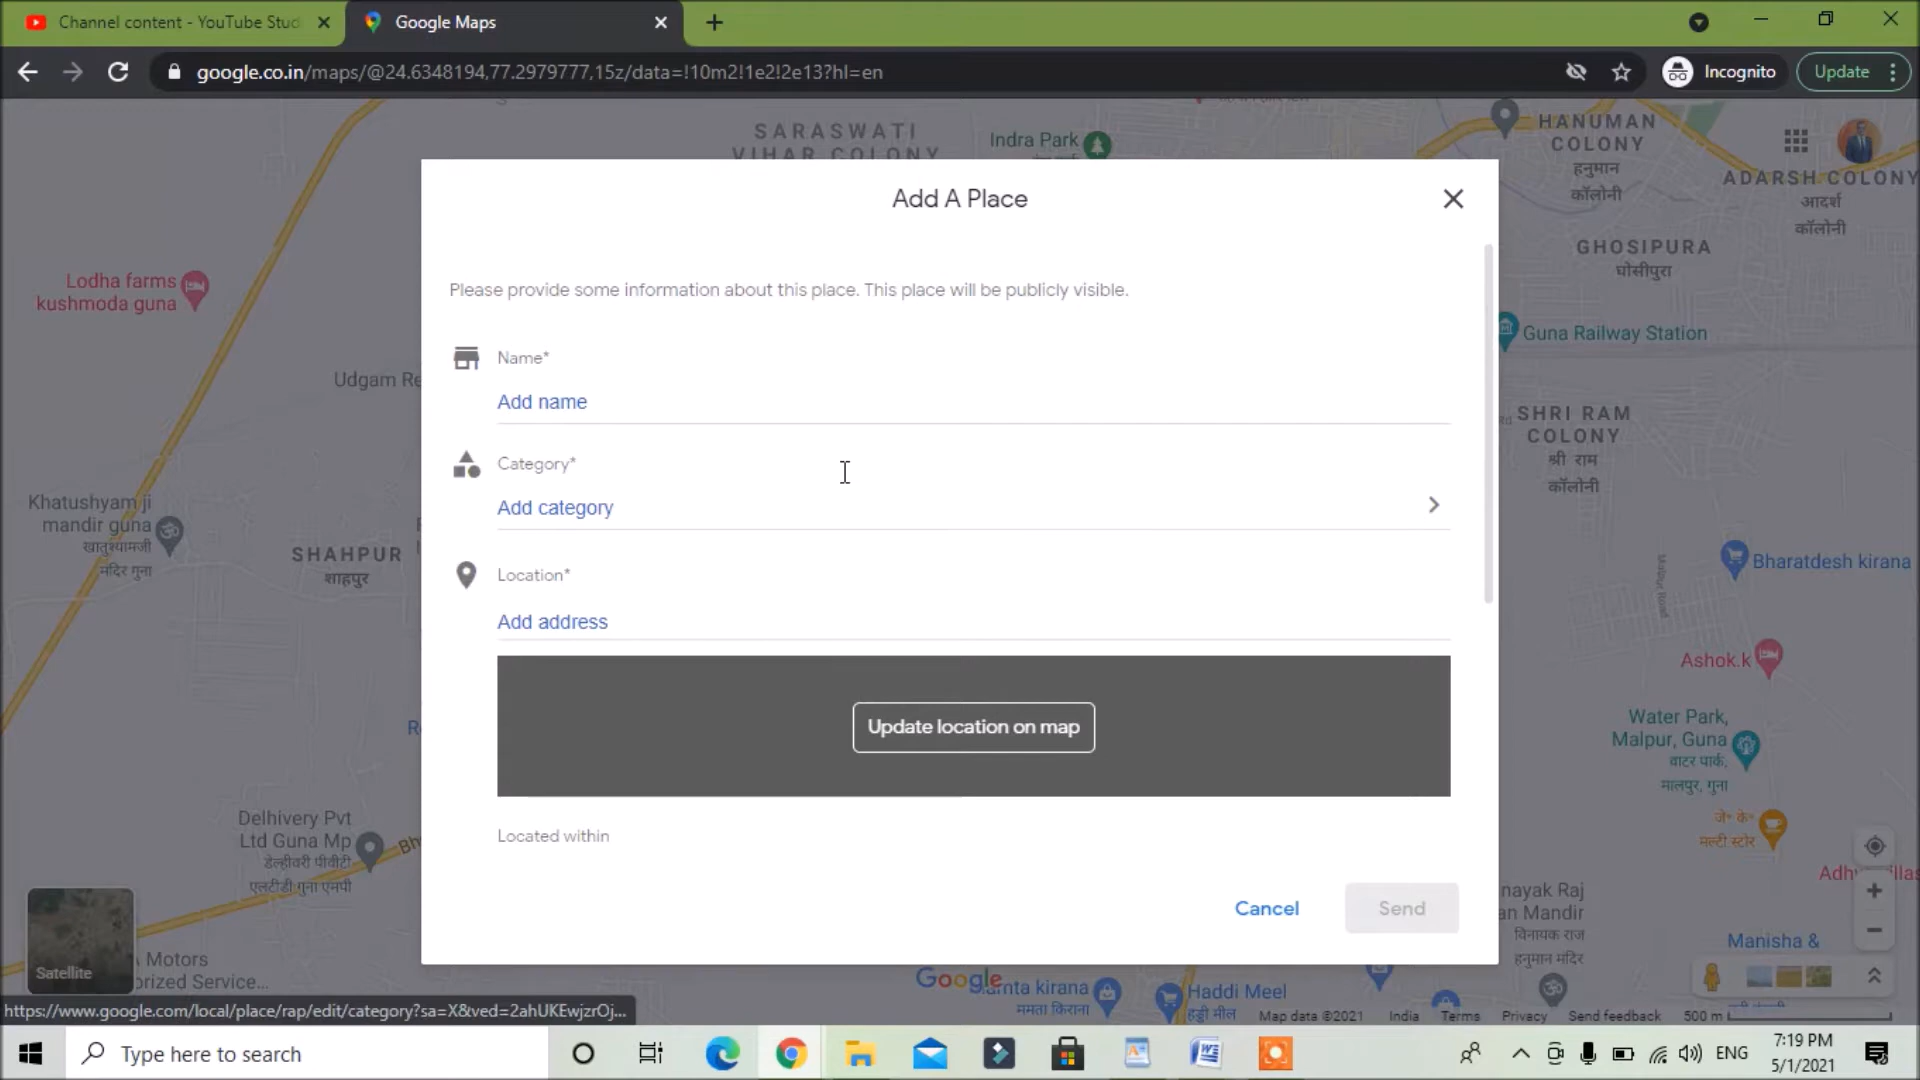 Channel content - YouTube Stud
Google Maps
google.co.in/maps/@24.6348194,77.2979777,15z/data=!10m2!1e2!2e13?hl=en
Incognito
Update
SARASWATI
VIHAR COLONY
Indra Park
HANUMAN
COLONY
हनुमान
कॉलोनी
ADARSH COLONY
आदर्श
कॉलोनी
Add A Place
GHOSIPURA
घोसीपुरा
Lodha farms
kushmoda guna
Please provide some information about this place. This place will be publicly visible.
Guna Railway Station
Name*
Udgam Re
Add name
SHRI RAM
COLONY
श्री राम
कॉलोनी
Category*
Add category
Khatushyam ji
mandir guna
खातुश्यामजी
मंदिर गुना
SHAHPUR
शाहपुर
Bharatdesh kirana
Location*
Add address
Ashok.k
Update location on map
Water Park,
Malpur, Guna
वाटर पार्क,
मालपुर, गुना
Delhivery Pvt
Ltd Guna Mp
डेल्हीवरी पीवीटी
एलटीडी गुना एमपी
Bh
Located within
जे॰ के॰
मल्टी स्टोर
Cancel
Send
nayak Raj
an Mandir
विनायक राज
हनुमान मंदिर
Manisha &
Motors
orized Service...
Satellite
Google
nta kirana
ममता किराना
Haddi Meel
हड्डी मील
Map data ©2021
India
Terms
Privacy
Send feedback
500 m
https://www.google.com/local/place/rap/edit/category?sa=X&ved=2ahUKEwjzrOj...
Type here to search
ENG
7:19 PM
5/1/2021